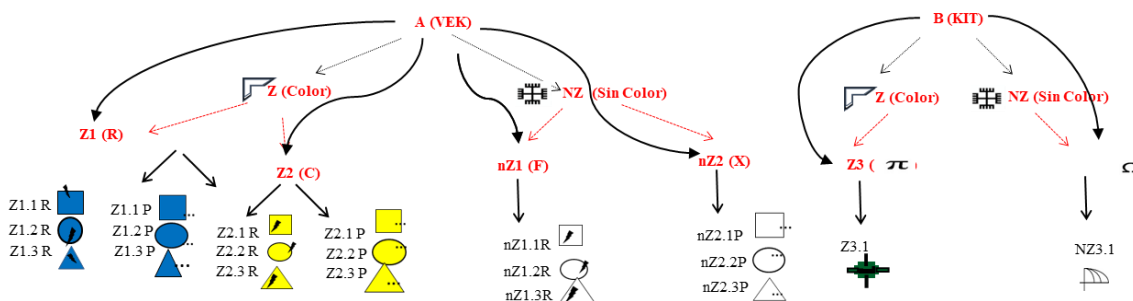 A (VEK)
B (KIT)
Z (Color)
NZ (Sin Color)
Z (Color)
NZ (Sin Color)
Z1 (R)
Z2 (C)
nZ1 (F)
nZ2 (X)
Z3 ( π
Ω
Z1.1 R
Z1.2 R
Z1.3 R
Z1.1 P
Z1.2 P
Z1.3 P
Z2.1 R
Z2.2 R
Z2.3 R
Z2.1 P
Z2.2 P
Z2.3 P
nZ1.1R
nZ1.2R
nZ1.3R
nZ2.1P
nZ2.2P
nZ2.3P
Z3.1
NZ3.1